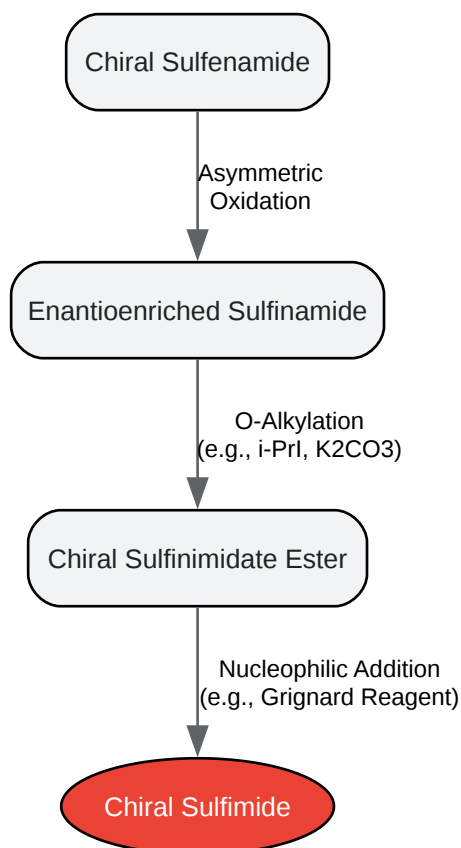 Chiral Sulfenamide
Asymmetric
Oxidation
Enantioenriched Sulfinamide
O-Alkylation
(e.g., i-PrI, K2CO3)
Chiral Sulfinimidate Ester
Nucleophilic Addition
(e.g., Grignard Reagent)
Chiral Sulfimide